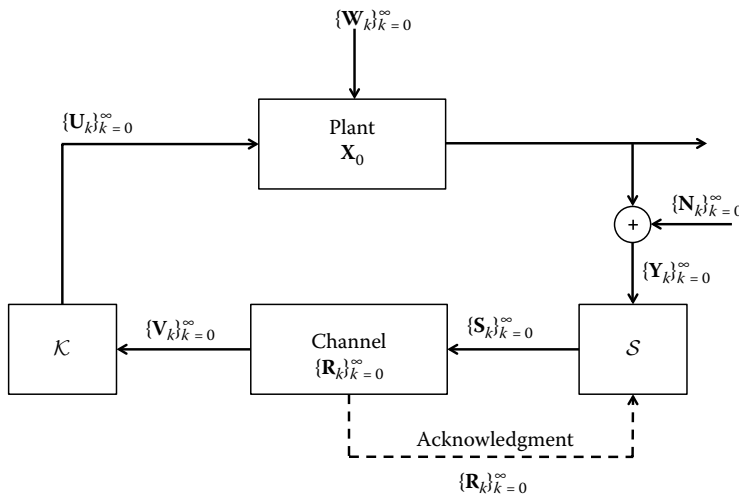 {W_k}_{k = 0}^∞
{U_k}_{k = 0}^∞
Plant
X_0
{N_k}_{k = 0}^∞
+
{Y_k}_{k = 0}^∞
K
{V_k}_{k = 0}^∞
Channel
{R_k}_{k = 0}^∞
{S_k}_{k = 0}^∞
S
Acknowledgment
{R_k}_{k = 0}^∞